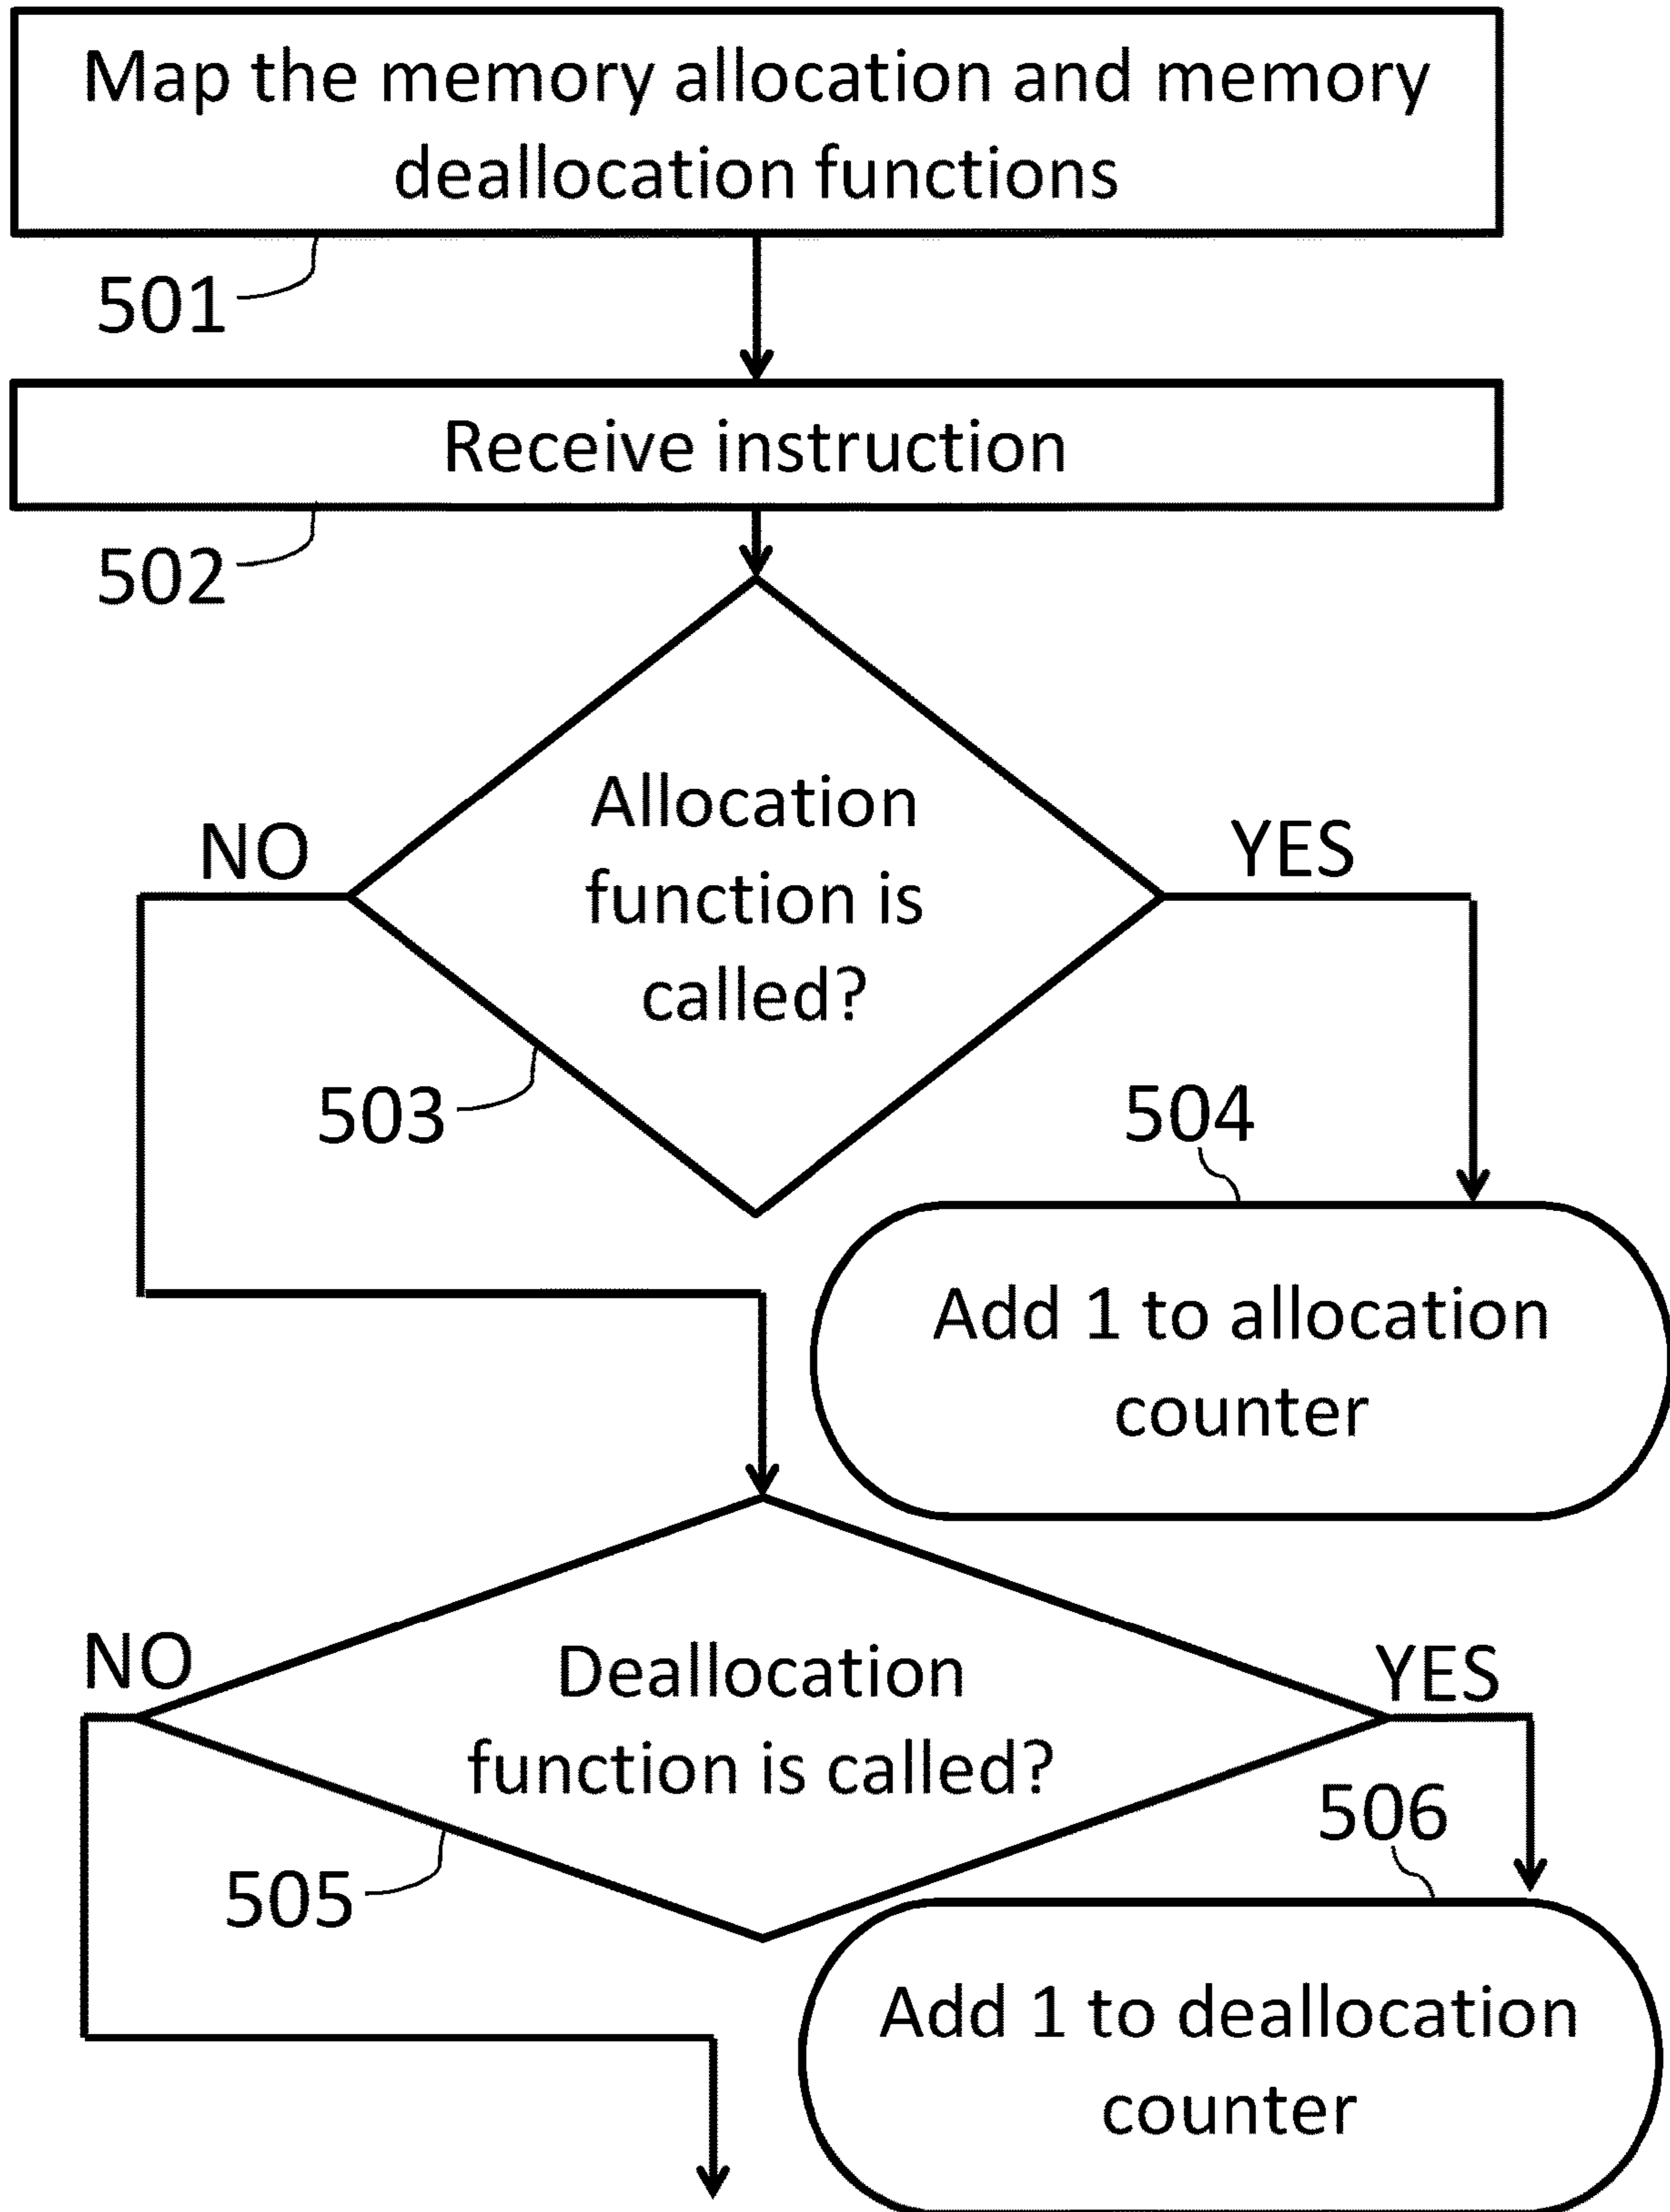 Map the memory allocation and memory
deallocation functions
501
Receive instruction
502
Allocation
function is
called?
NO
YES
503
504
Add 1 to allocation
counter
Deallocation
function is called?
NO
YES
505
506
Add 1 to deallocation
counter